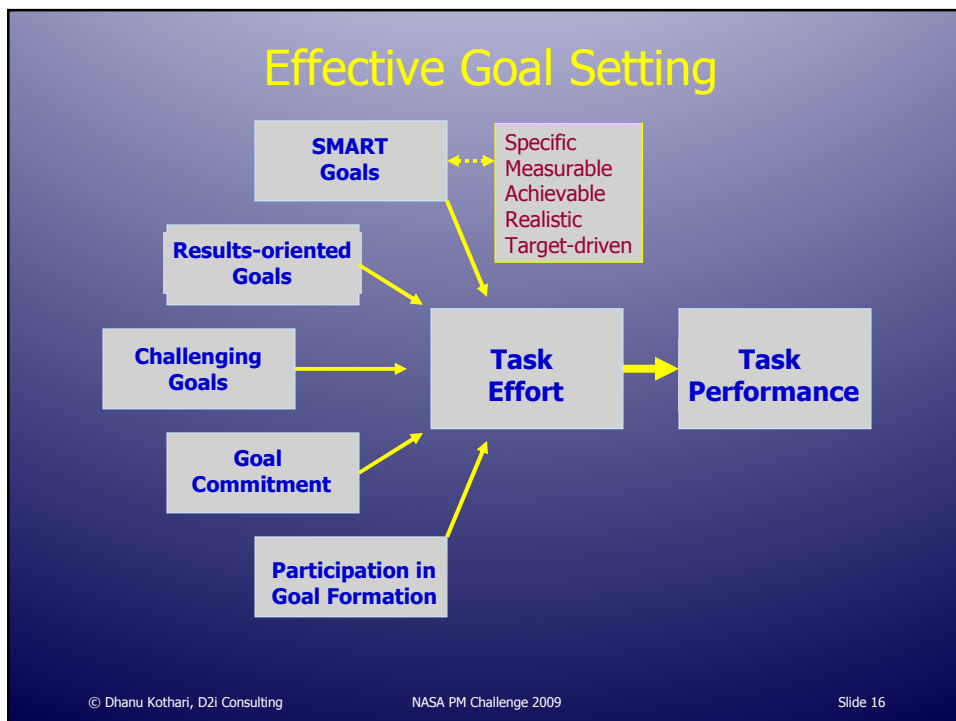 Effective Goal Setting
SMART
Goals
Specific
Measurable
Achievable
Realistic
Target-driven
Results-oriented
Goals
Challenging
Goals
Task
Effort
Task
Performance
Goal
Commitment
Participation in
Goal Formation
© Dhanu Kothari, D2i Consulting
NASA PM Challenge 2009
Slide 16